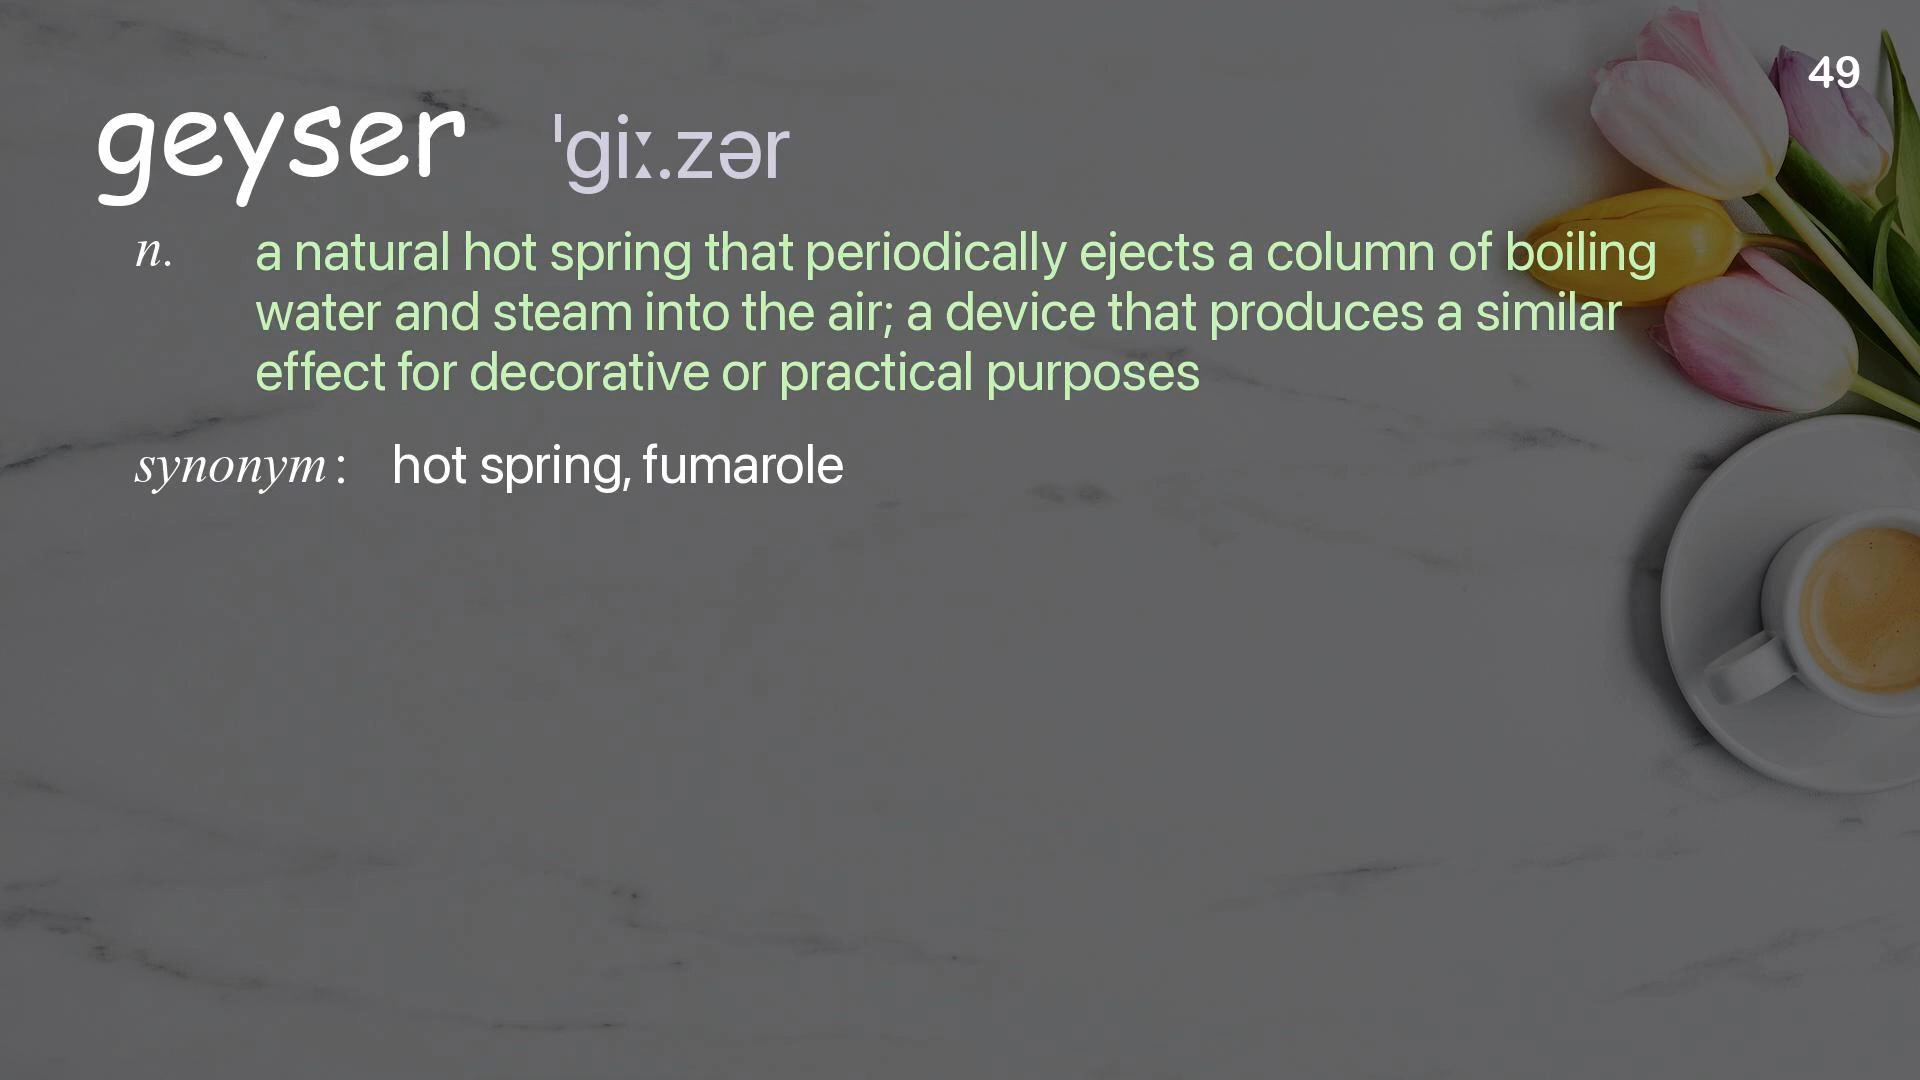 49
geyser ˈgiː.zər
n. a natural hot spring that periodically ejects a column of boiling
water and steam into the air; a device that produces a similar
effect for decorative or practical purposes
synonym: hot spring, fumarole